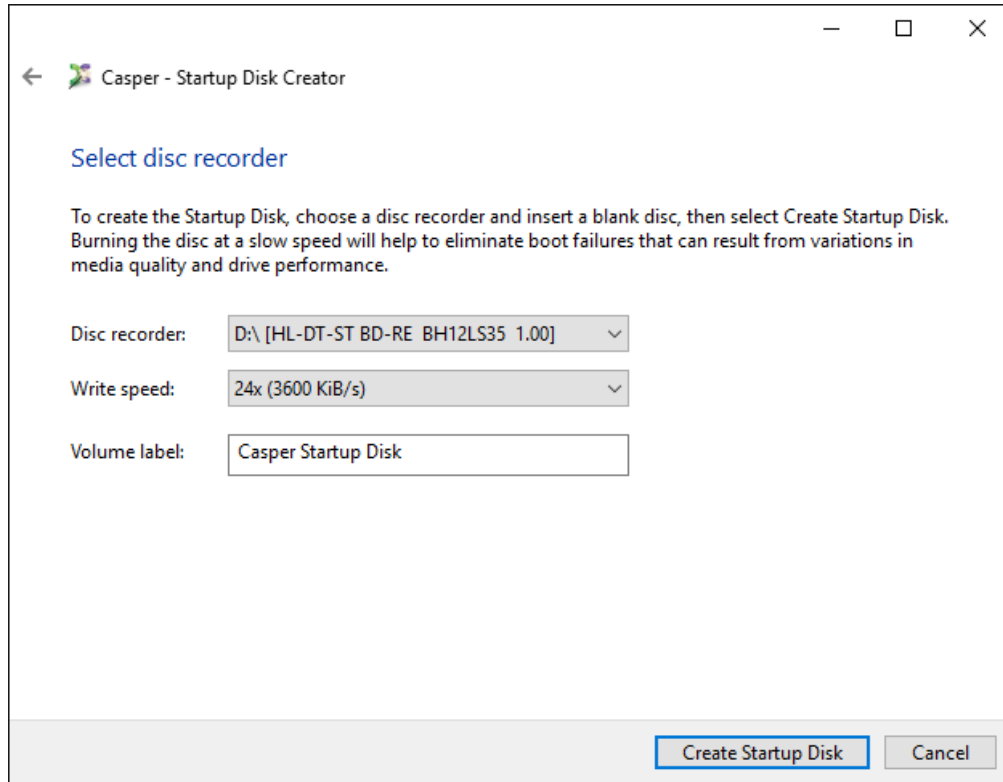 Casper - Startup Disk Creator
Select disc recorder
To create the Startup Disk, choose a disc recorder and insert a blank disc, then select Create Startup Disk.
Burning the disc at a slow speed will help to eliminate boot failures that can result from variations in
media quality and drive performance.
Disc recorder: D:\ [HL-DT-ST BD-RE  BH12LS35  1.00]
Write speed: 24x (3600 KiB/s)
Volume label: Casper Startup Disk
Create Startup Disk Cancel